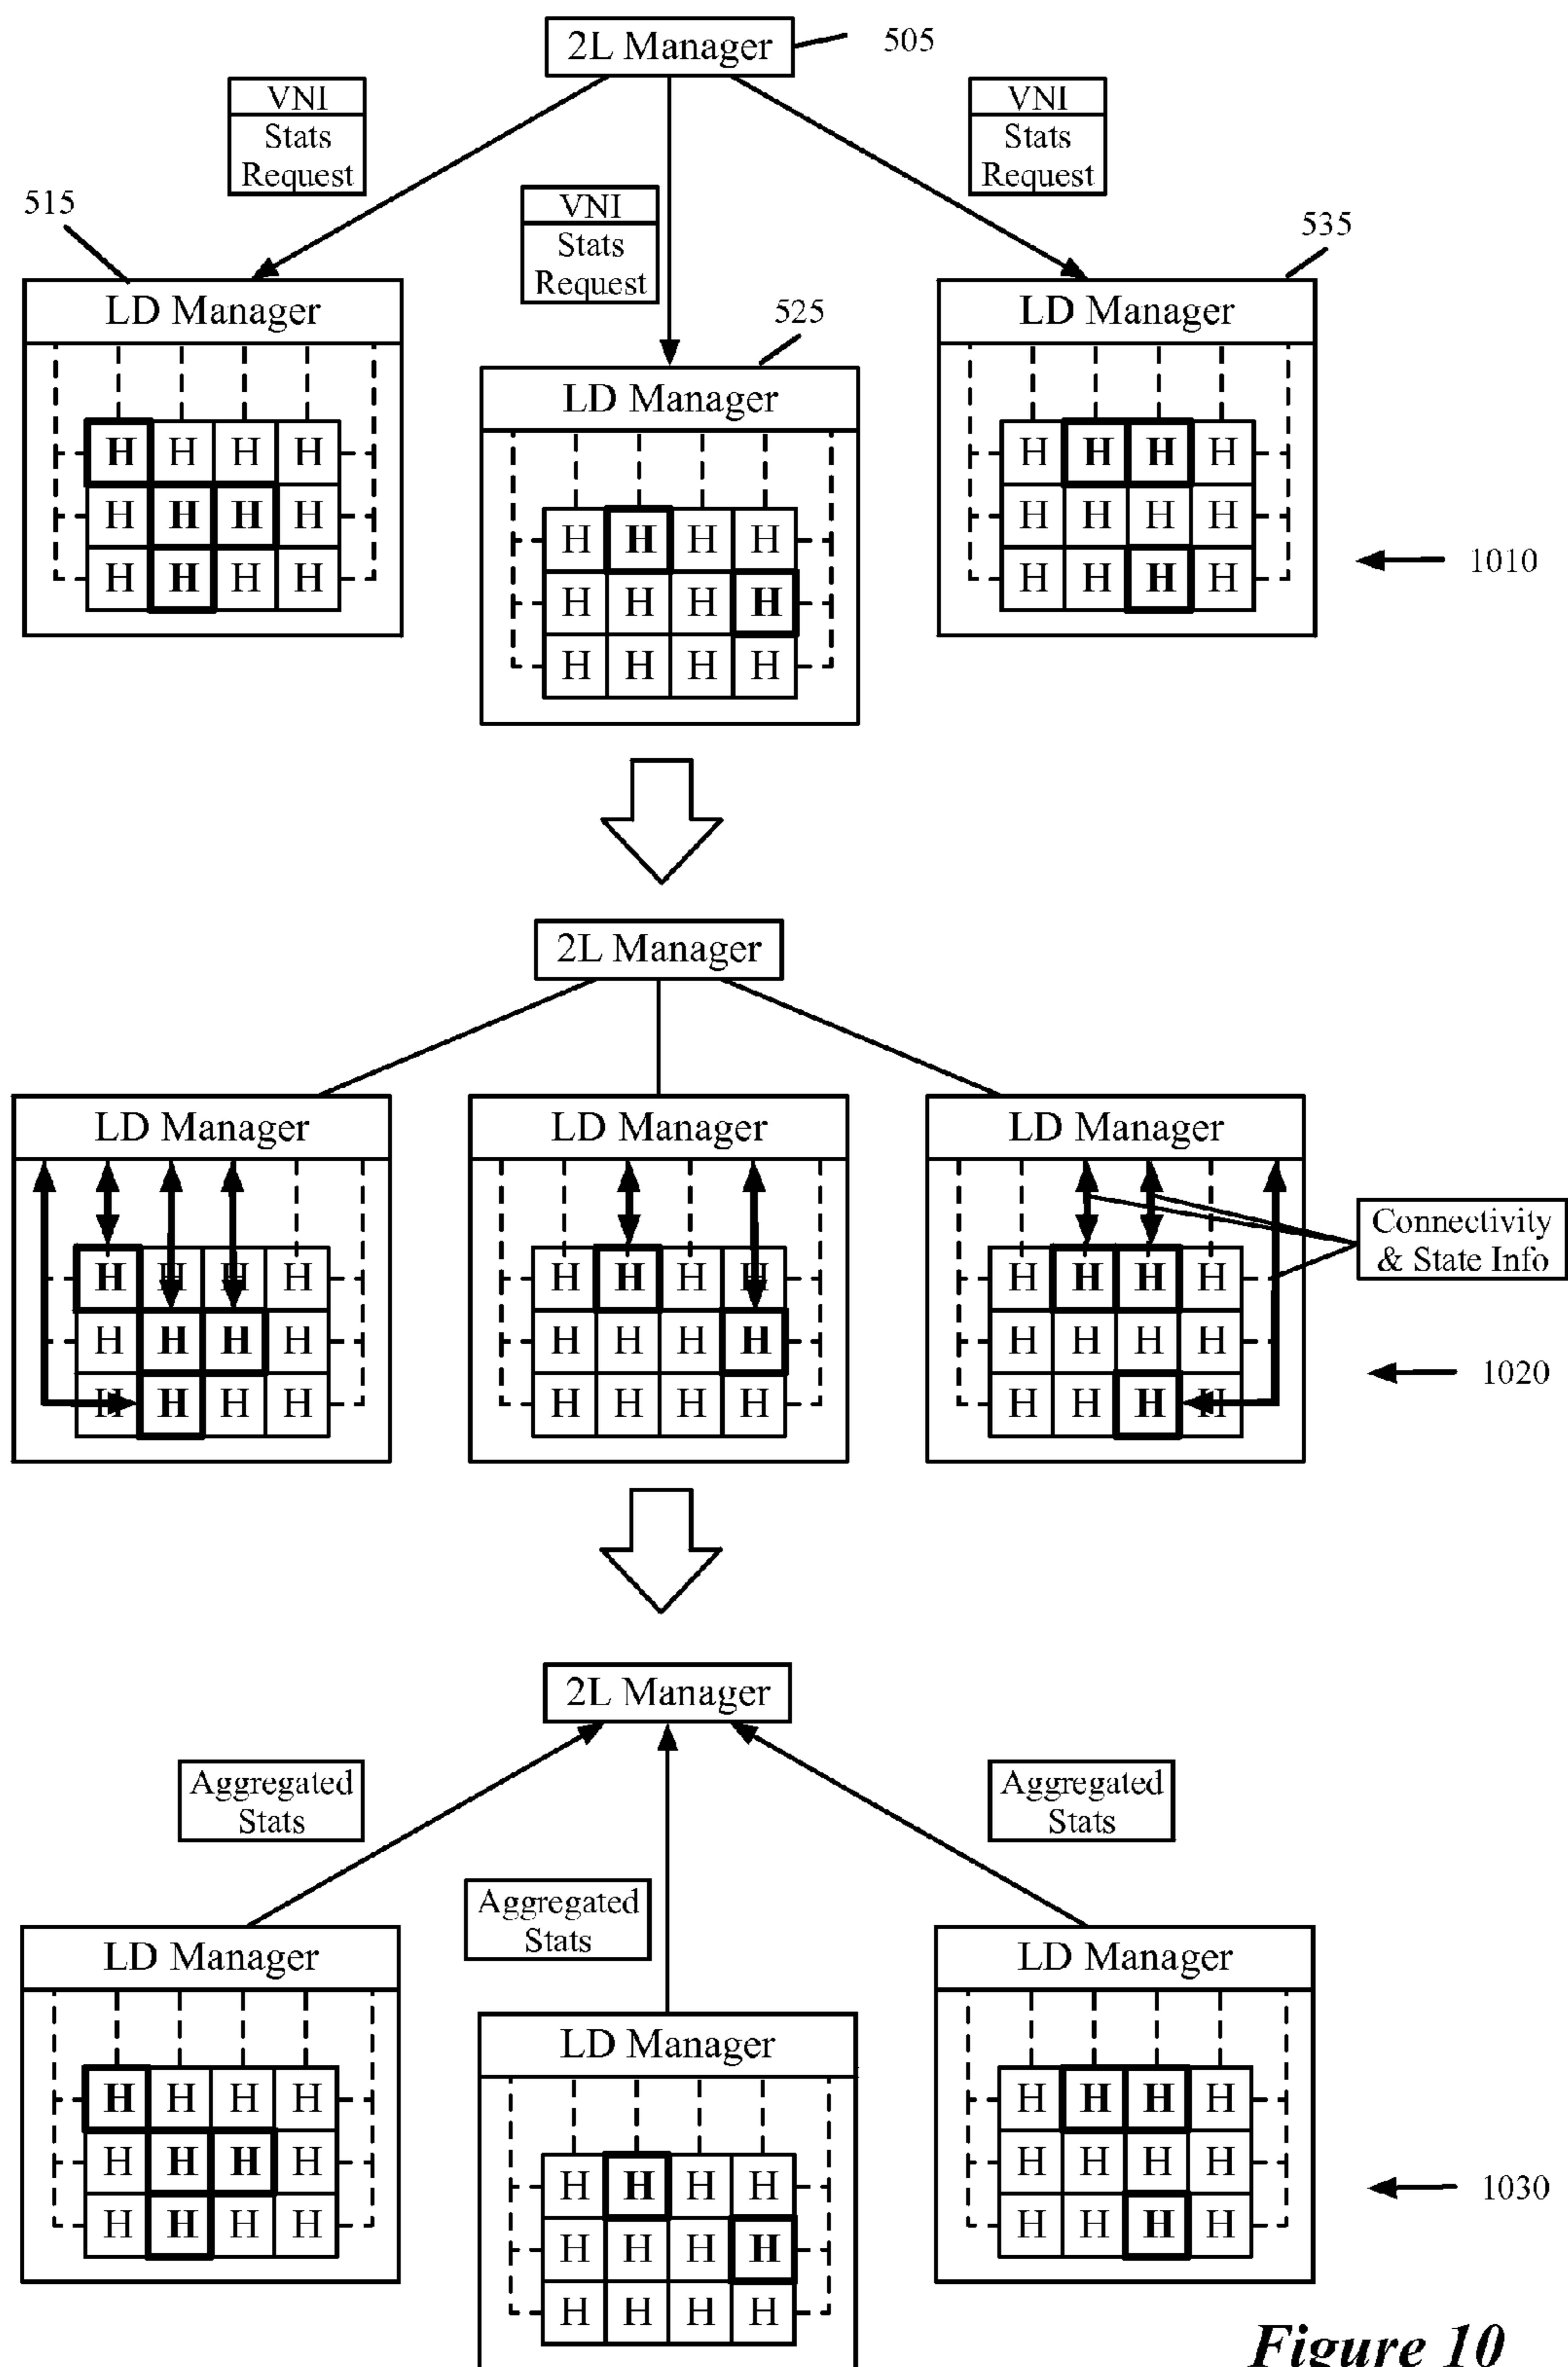 2L Manager
505
VNI
Stats
Request
VNI
Stats
Request
VNI
Stats
Request
515
525
535
LD Manager
H H H H
H H H H
H H H H
LD Manager
H H H H
H H H H
H H H H
LD Manager
H H H H
H H H H
H H H H
1010
2L Manager
LD Manager
H H H H
H H H H
H H H H
LD Manager
H H H H
H H H H
H H H H
LD Manager
H H H H
H H H H
H H H H
Connectivity
& State Info
1020
2L Manager
Aggregated
Stats
Aggregated
Stats
Aggregated
Stats
LD Manager
H H H H
H H H H
H H H H
LD Manager
H H H H
H H H H
H H H H
LD Manager
H H H H
H H H H
H H H H
1030
Figure 10